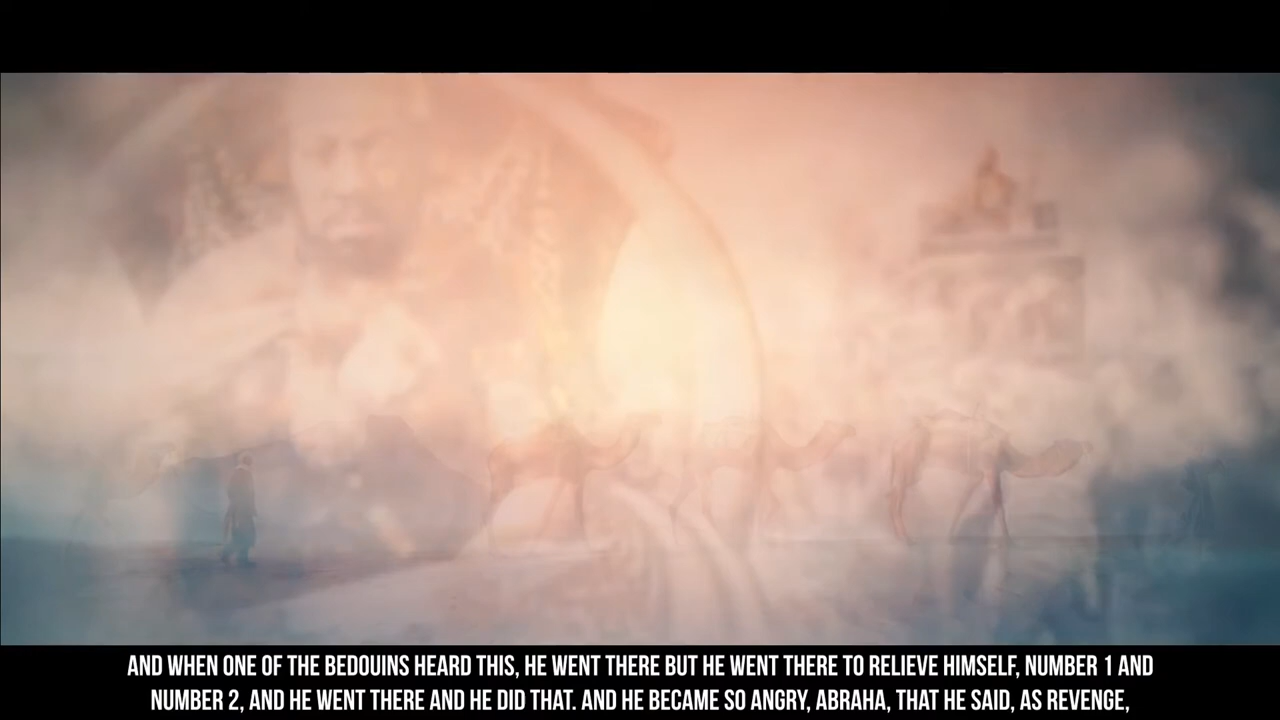 AND WHEN ONE OF THE BEDOUINS HEARD THIS, HE WENT THERE BUT HE WENT THERE TO RELIEVE HIMSELF, NUMBER 1 AND
NUMBER 2, AND HE WENT THERE AND HE DID THAT. AND HE BECAME SO ANGRY, ABRAHA, THAT HE SAID, AS REVENGE,